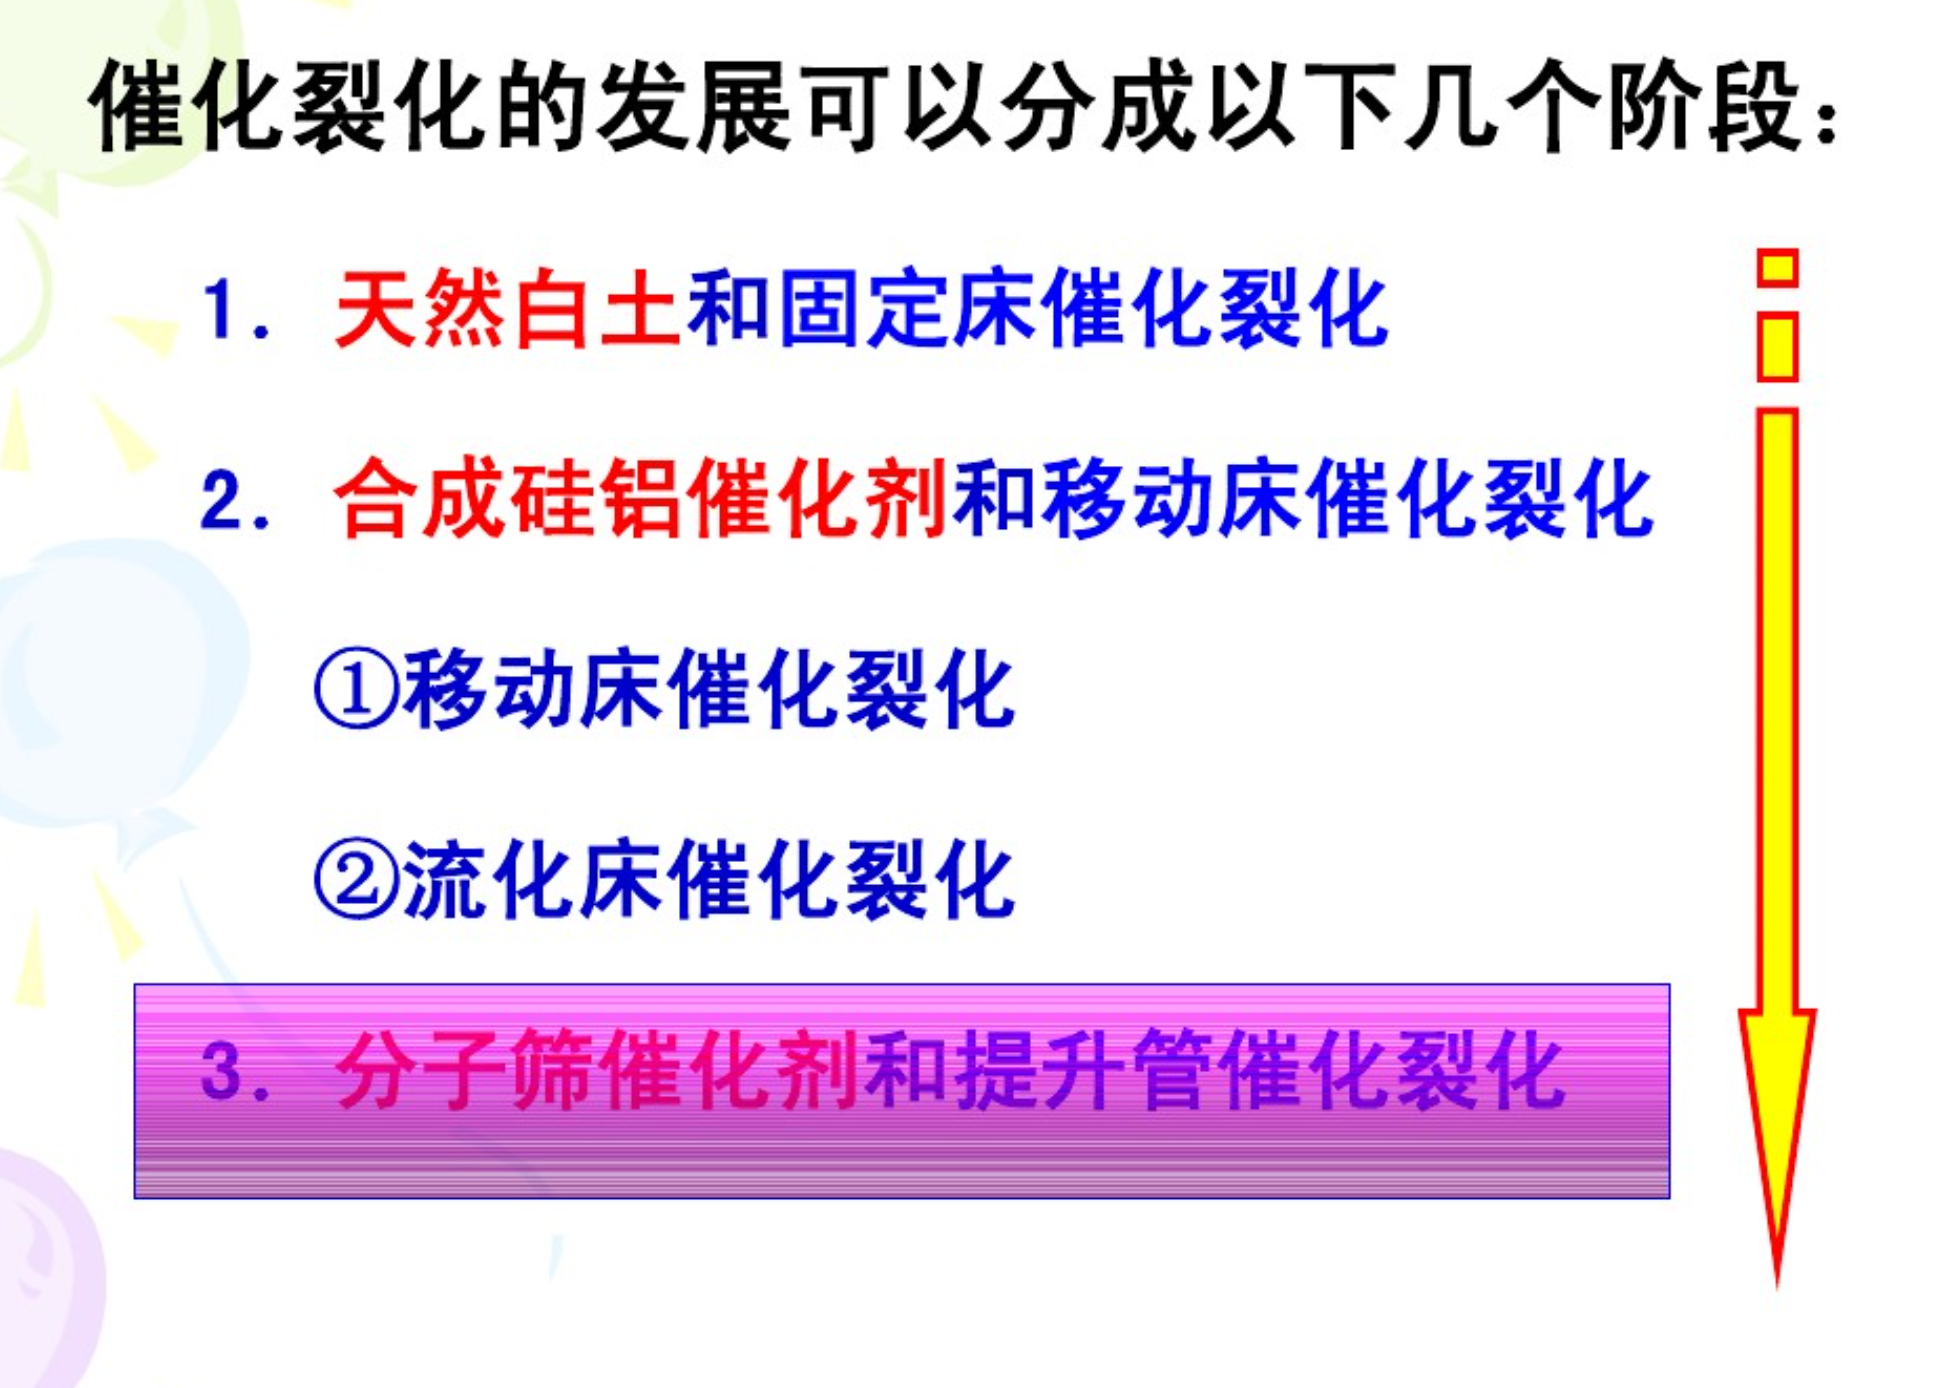 催化裂化的发展可以分成以下几个阶段：
1. 天然白土和固定床催化裂化
2. 合成硅铝催化剂和移动床催化裂化
①移动床催化裂化
②流化床催化裂化
3. 分子筛催化剂和提升管催化裂化